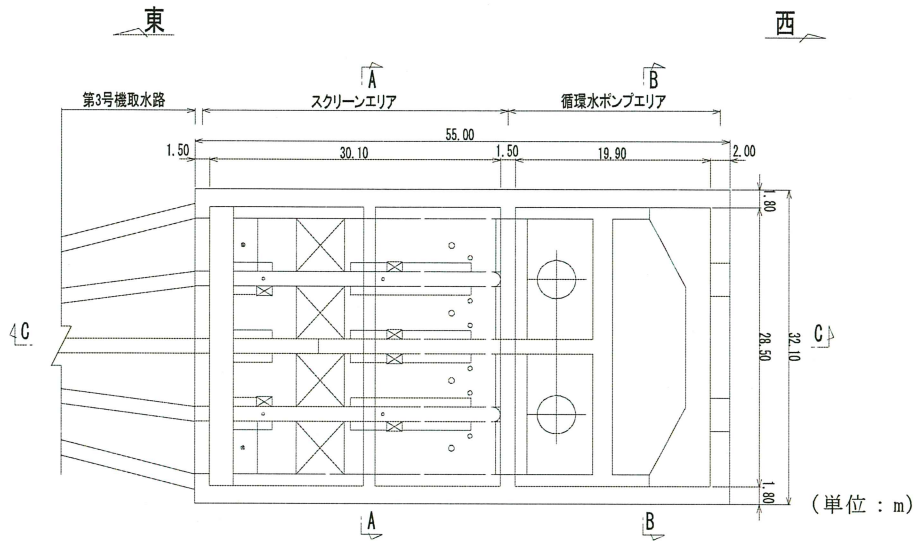 東
西
A
B
第3号機取水路
スクリーンエリア
循環水ポンプエリア
55.00
1.50
30.10
1.50
19.90
2.00
1.80
C
C
28.50
32.10
1.80
(単位：m)
A
B